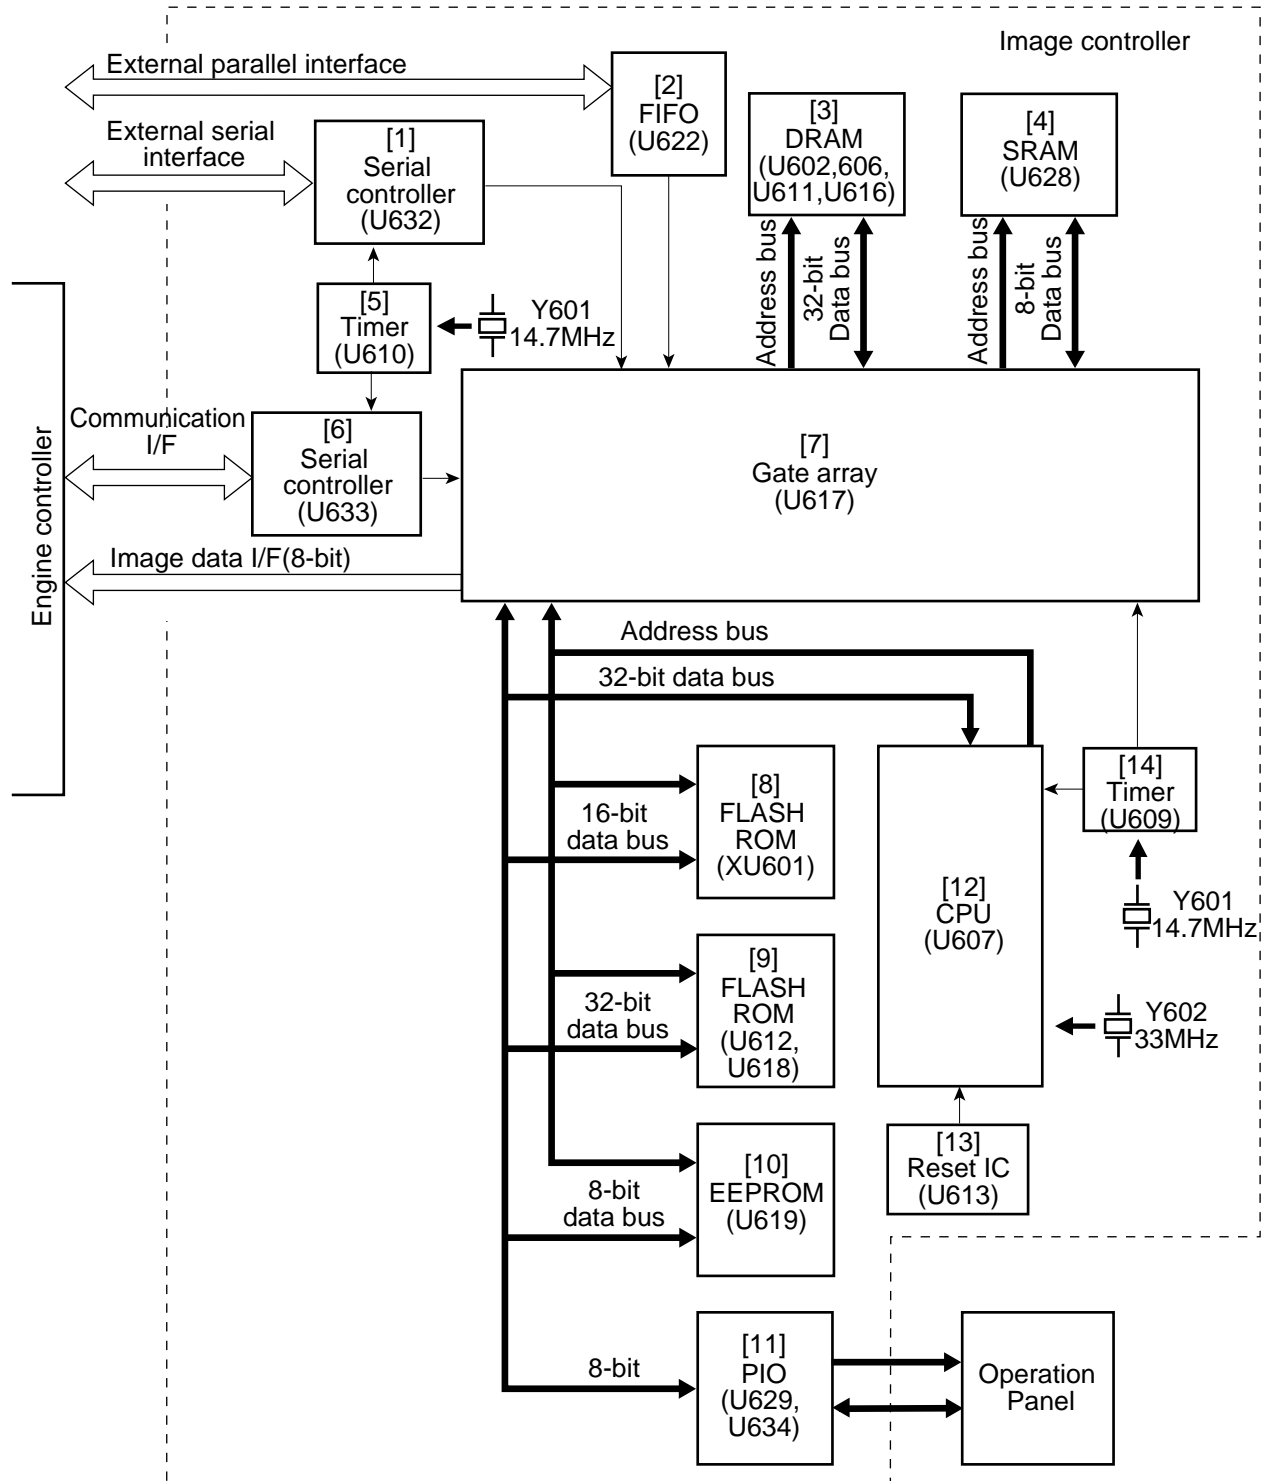 Image controller
External parallel interface
[2]
FIFO
(U622)
External serial
interface
[1]
Serial
controller
(U632)
[3]
DRAM
(U602,606,
U611,U616)
[4]
SRAM
(U628)
Address bus
32-bit
Data bus
Address bus
8-bit
Data bus
[5]
Timer
(U610)
Y601
14.7MHz
Engine controller
Communication
I/F
[6]
Serial
controller
(U633)
[7]
Gate array
(U617)
Image data I/F(8-bit)
Address bus
32-bit data bus
[8]
FLASH
ROM
(XU601)
16-bit
data bus
[14]
Timer
(U609)
Y601
14.7MHz
[12]
CPU
(U607)
[9]
FLASH
ROM
(U612,
U618)
32-bit
data bus
Y602
33MHz
[13]
Reset IC
(U613)
[10]
EEPROM
(U619)
8-bit
data bus
[11]
PIO
(U629,
U634)
8-bit
Operation
Panel